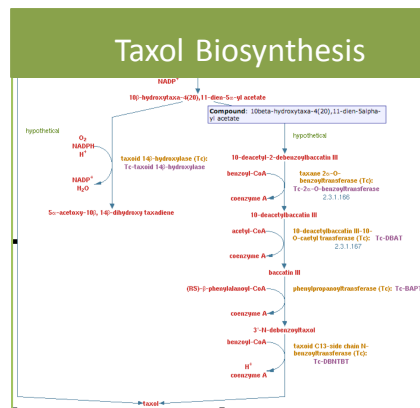 Taxol Biosynthesis
NADP⁺
10β-hydroxytaxa-4(20),11-dien-5α-yl acetate
Compound: 10beta-hydroxytaxa-4(20),11-dien-5alpha-
yl acetate
hypothetical
hypothetical
O₂
NADPH
H⁺
taxoid 14β-hydroxylase (Tc):
Tc-taxoid 14β-hydroxylase
NADP⁺
H₂O
5α-acetoxy-10β, 14β-dihydroxy taxadiene
10-deacetyl-2-debenzoylbaccatin III
benzoyl-CoA
taxane 2α-O-
benzoyltransferase (Tc):
Tc-2α-O-benzoyltransferase
2.3.1.166
coenzyme A
10-deacetylbaccatin III
acetyl-CoA
10-deacetylbaccatin III-10-
O-caetyl transferase (Tc): Tc-DBAT
2.3.1.167
coenzyme A
baccatin III
(RS)-β-phenylalanoyl-CoA
phenylpropanoyltransferase (Tc): Tc-BAPT
coenzyme A
3'-N-debenzoyltaxol
benzoyl-CoA
taxoid C13-side chain N-
benzoyltransferase (Tc):
Tc-DBNTBT
H⁺
coenzyme A
taxol